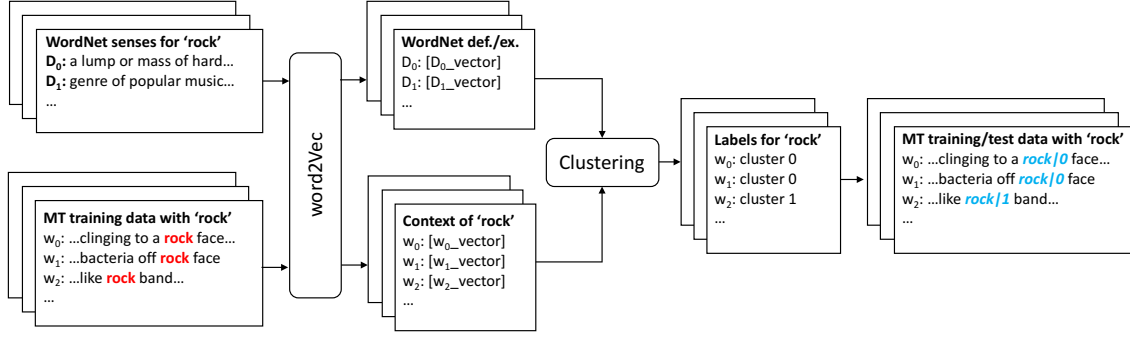 WordNet senses for ‘rock’
D0: a lump or mass of hard…
D1: genre of popular music…
…
MT training data with ‘rock’
w0: …clinging to a rock face…
w1: …bacteria off rock face
w2: …like rock band…
…
word2Vec
WordNet def./ex.
D0: [D0_vector]
D1: [D1_vector]
…
Context of ‘rock’
w0: [w0_vector]
w1: [w1_vector]
w2: [w2_vector]
…
Clustering
Labels for ‘rock’
w0: cluster 0
w1: cluster 0
w2: cluster 1
…
MT training/test data with ‘rock’
w0: …clinging to a rock|0 face…
w1: …bacteria off rock|0 face
w2: …like rock|1 band…
…